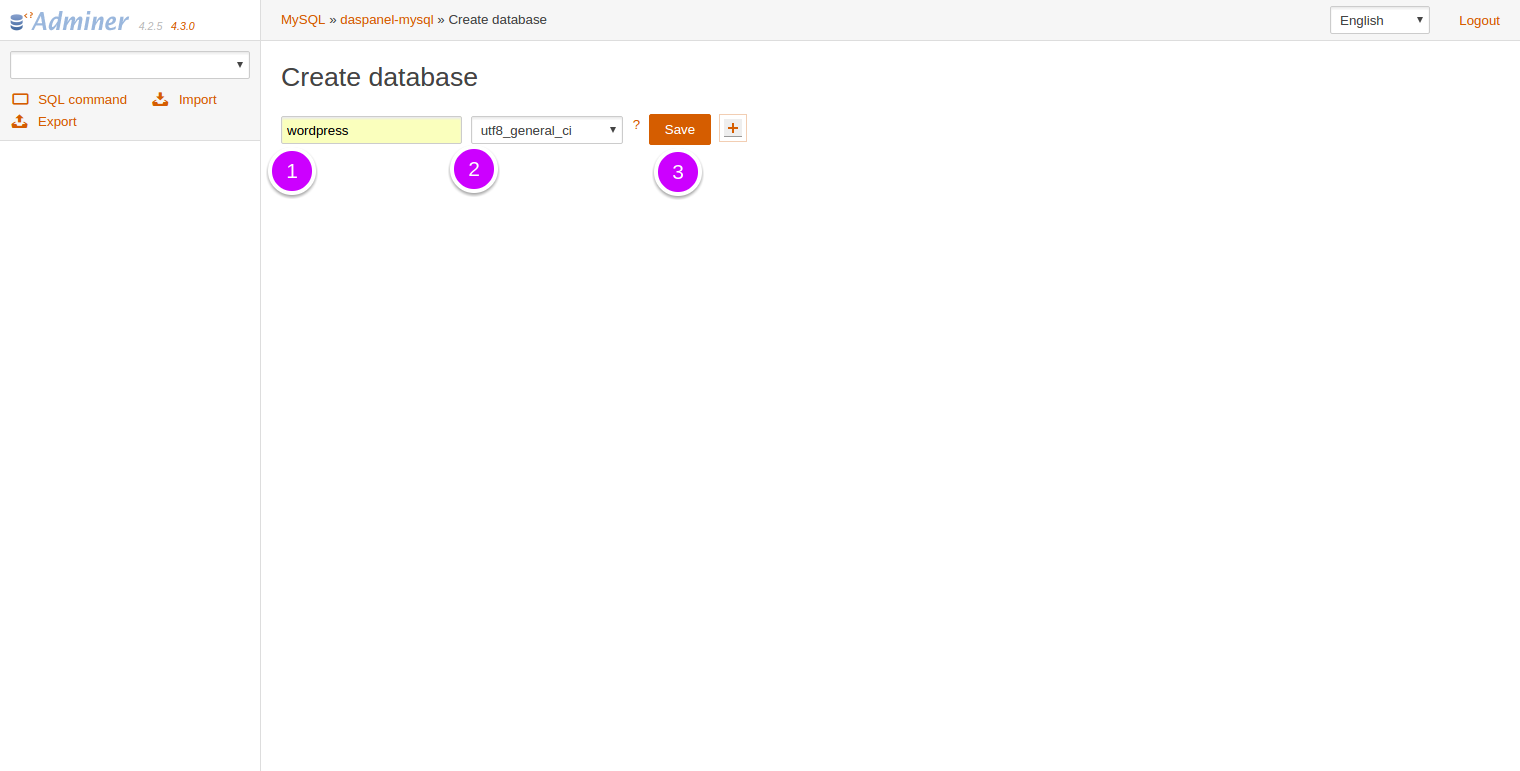 Adminer 4.2.5 4.3.0
MySQL » daspanel-mysql » Create database
English
Logout
SQL command
Import
Export
Create database
wordpress
utf8_general_ci
?
Save
1
2
3